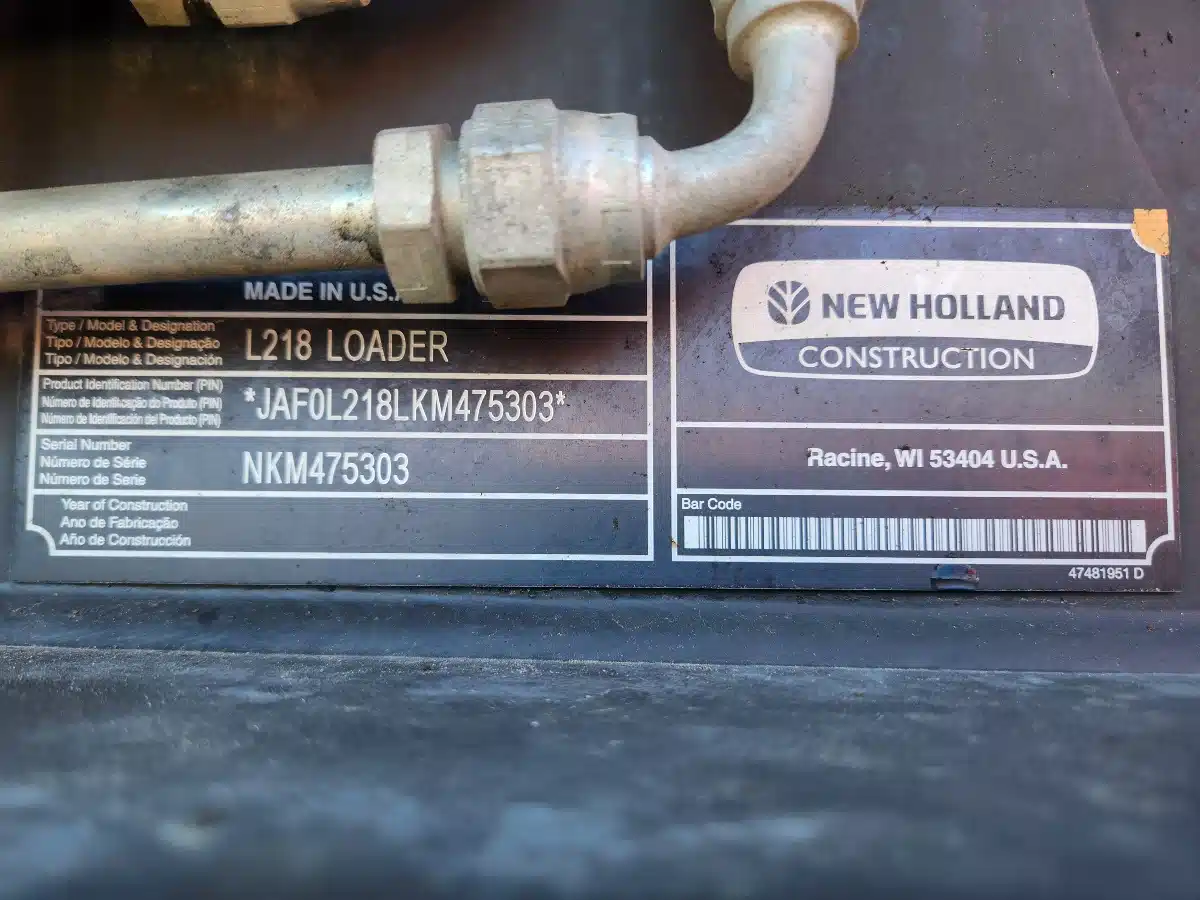 MADE IN U.S.A
Type / Model & Designation
Tipo / Modelo & Designação
Tipo / Modelo & Designación
L218 LOADER
Product Identification Number (PIN)
Número de Identificação do Produto (PIN)
Número de Identificación del Producto (PIN)
*JAF0L218LKM475303*
Serial Number
Número de Série
Número de Serie
NKM475303
Year of Construction
Ano de Fabricação
Año de Construcción
NEW HOLLAND
CONSTRUCTION
Racine, WI 53404 U.S.A.
Bar Code
47481951 D